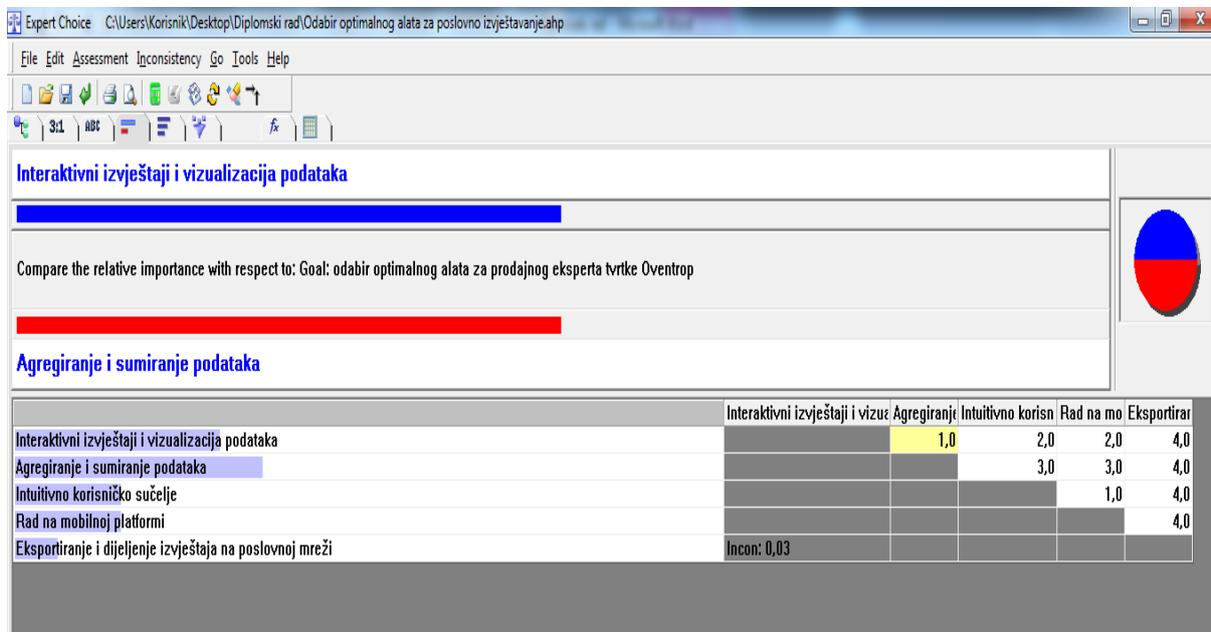 Expert Choice C:\Users\Korisnik\Desktop\Diplomski rad\Odabir optimalnog alata za poslovno izvještavanje.ahp
File Edit Assessment Inconsistency Go Tools Help
3:1 ABC fx
Interaktivni izvještaji i vizualizacija podataka
Compare the relative importance with respect to: Goal: odabir optimalnog alata za prodajnog eksperta tvrtke Oventrop
Agregiranje i sumiranje podataka
Interaktivni izvještaji i vizua Agregiranje Intuitivno korisn Rad na mo Eksportirar
Interaktivni izvještaji i vizualizacija podataka 1,0 2,0 2,0 4,0
Agregiranje i sumiranje podataka 3,0 3,0 4,0
Intuitivno korisničko sučelje 1,0 4,0
Rad na mobilnoj platformi 4,0
Eksportiranje i dijeljenje izvještaja na poslovnoj mreži Incon: 0,03